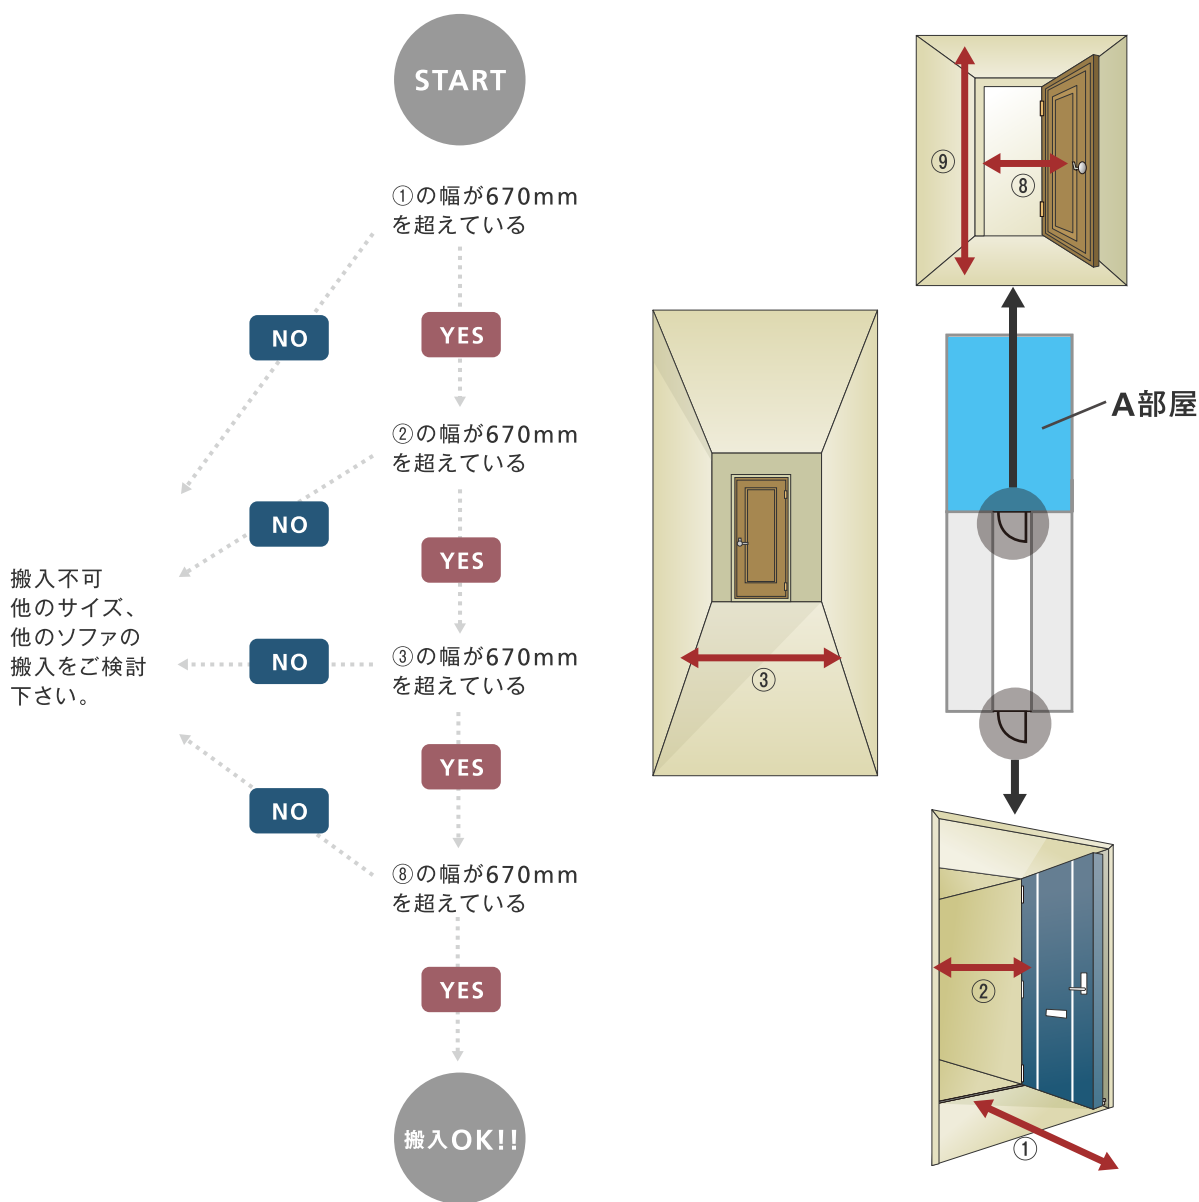 START
①の幅が670mm
を超えている
NO
YES
②の幅が670mm
を超えている
NO
YES
搬入不可
他のサイズ、
他のソファの
搬入をご検討
下さい。
③の幅が670mm
を超えている
NO
YES
⑧の幅が670mm
を超えている
NO
YES
搬入OK!!
③
⑨
⑧
A部屋
②
①